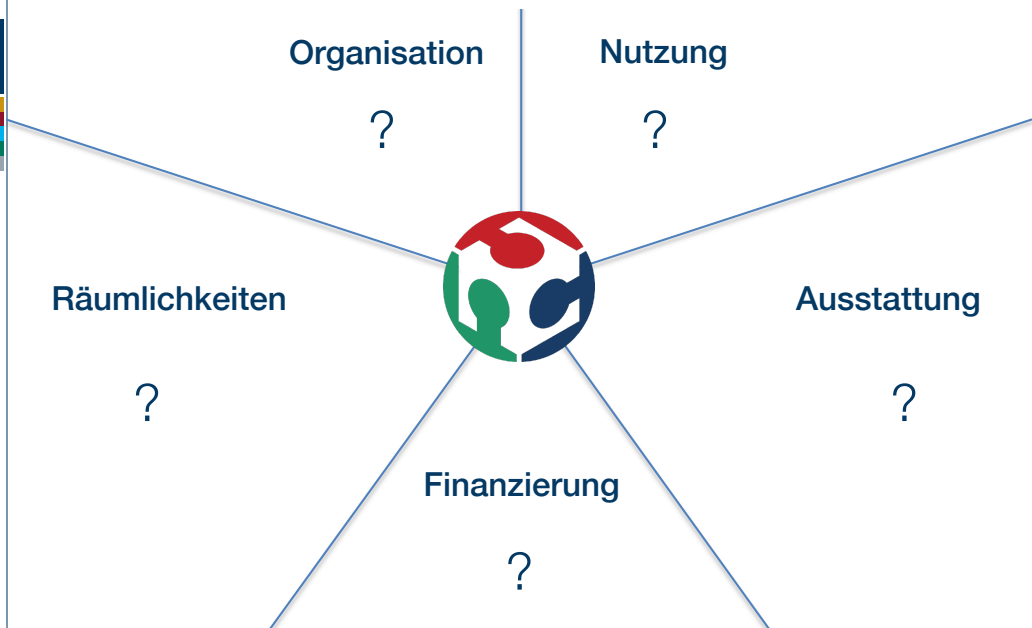 Organisation
?
Nutzung
?
Räumlichkeiten
?
Ausstattung
?
Finanzierung
?